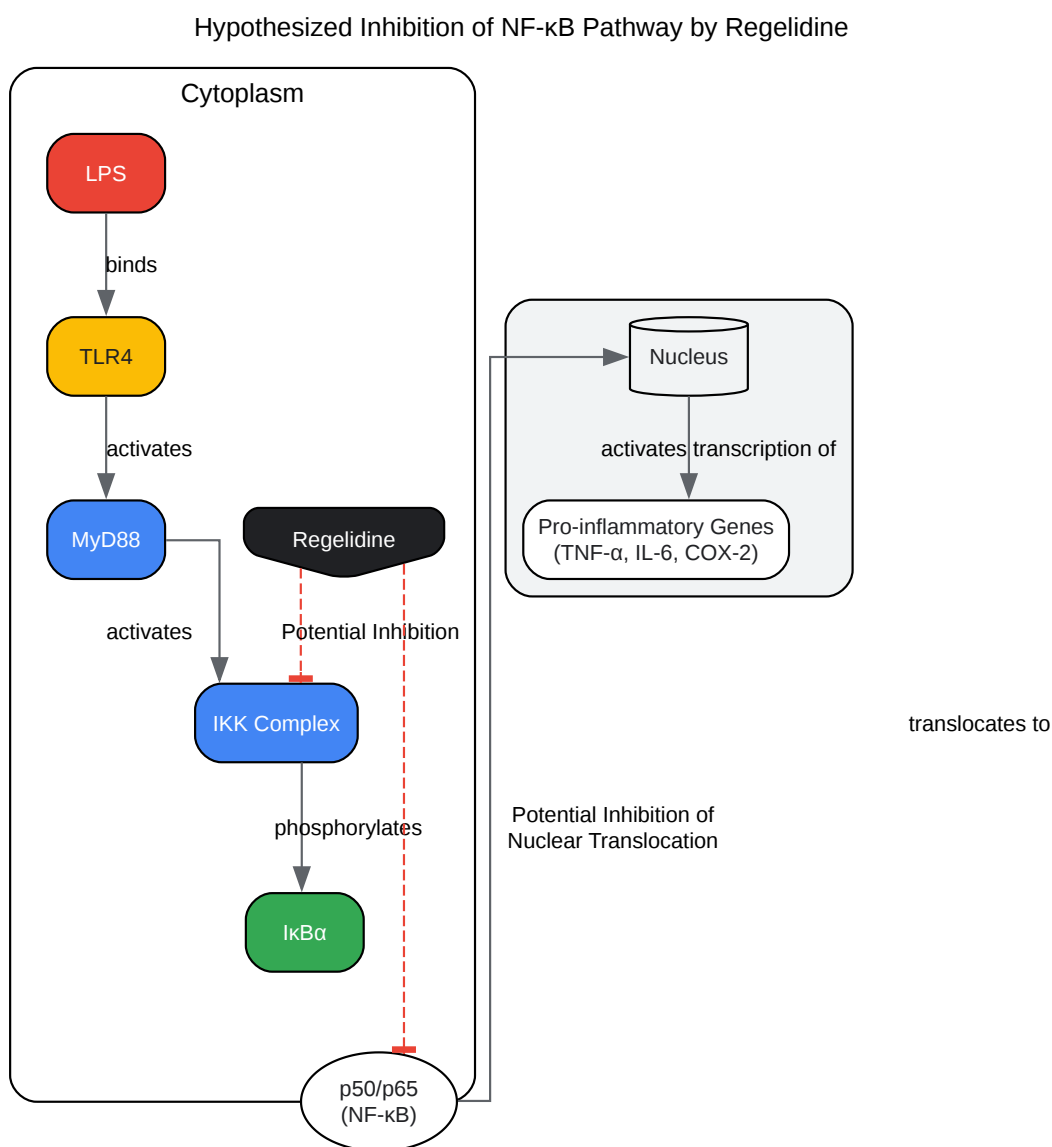 Hypothesized Inhibition of NF-κB Pathway by Regelidine
Cytoplasm
LPS
binds
TLR4
activates
MyD88
Regelidine
activates
Potential Inhibition
IKK Complex
phosphorylates
IκBα
p50/p65
(NF-κB)
Nucleus
activates transcription of
Pro-inflammatory Genes
(TNF-α, IL-6, COX-2)
translocates to
Potential Inhibition of
Nuclear Translocation